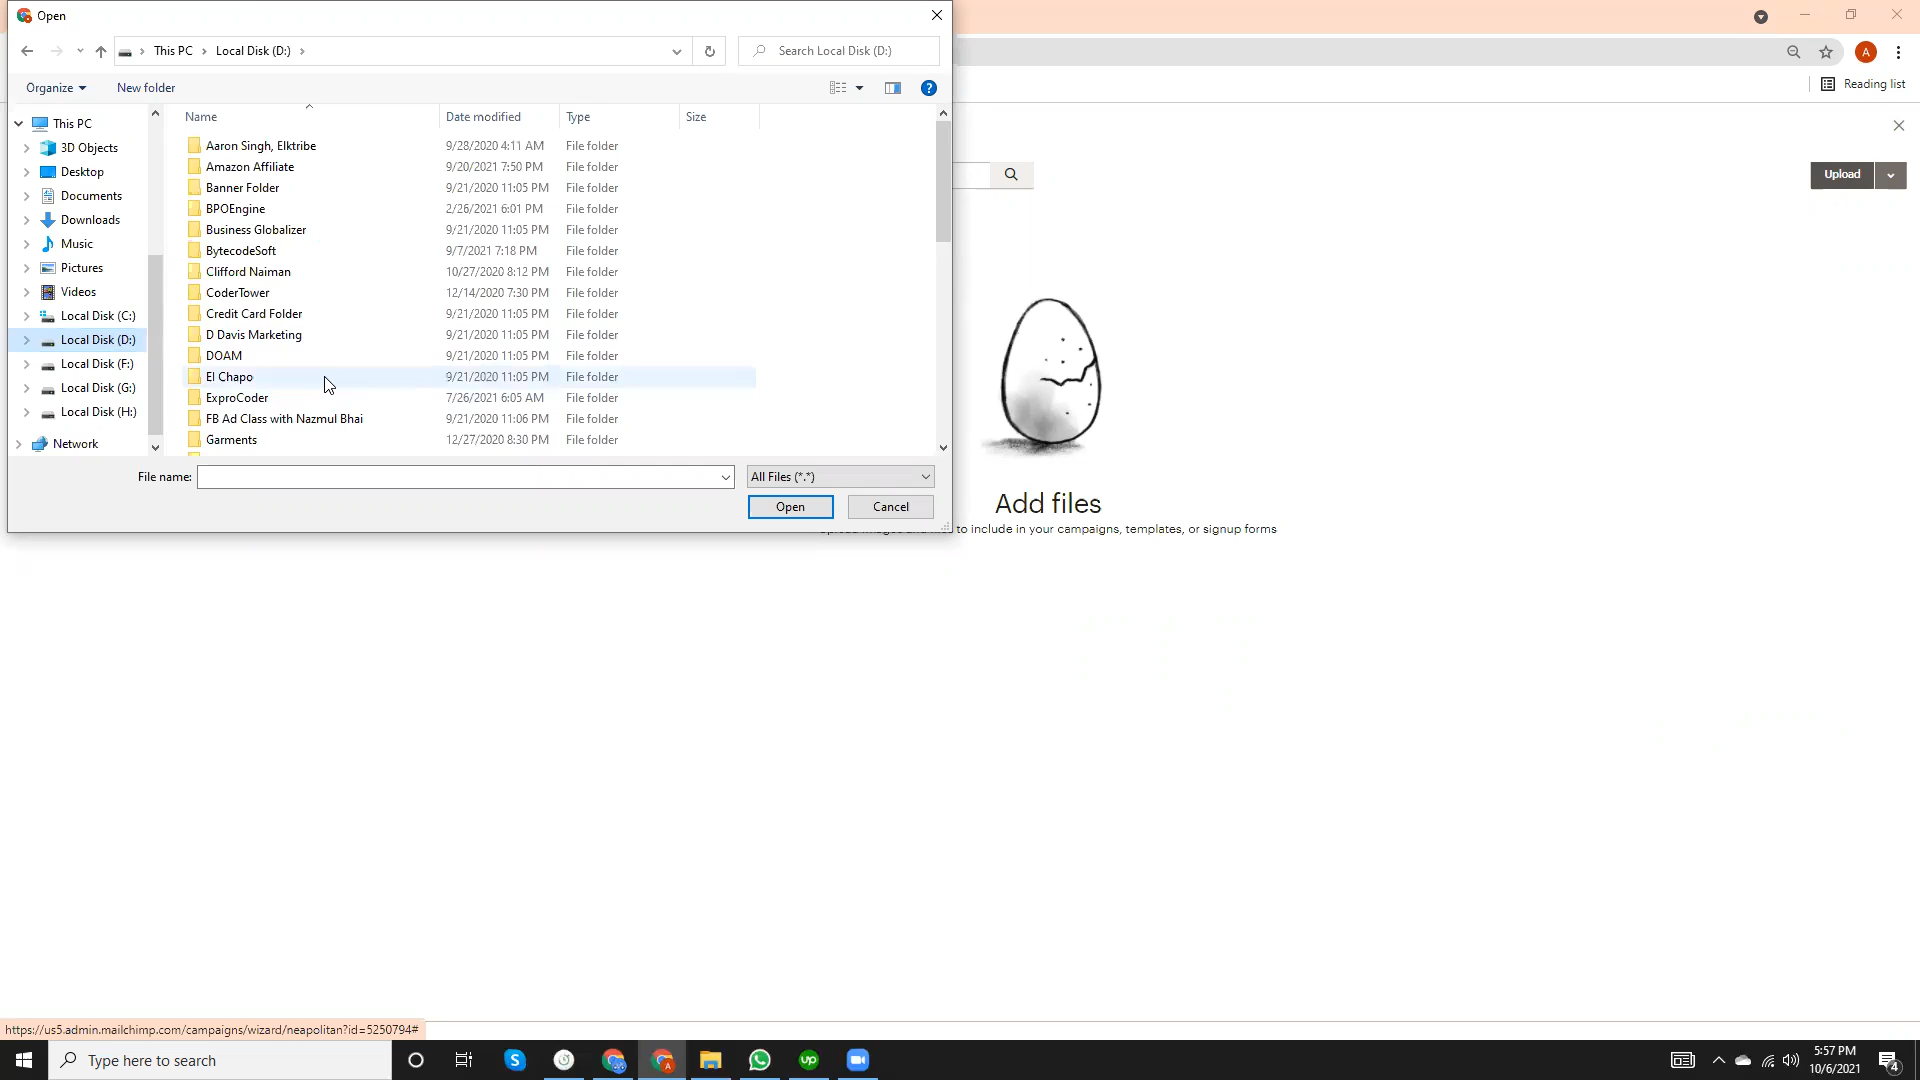 Open
This PC
Local Disk (D:)
Search Local Disk (D:)
Organize
New folder
Reading list
Name
Date modified
Type
Size
This PC
3D Objects
Desktop
Documents
Downloads
Music
Pictures
Videos
Local Disk (C:)
Local Disk (D:)
Local Disk (F:)
Local Disk (G:)
Local Disk (H:)
Network
Aaron Singh, Elktribe 9/28/2020 4:11 AM File folder
Amazon Affiliate 9/20/2021 7:50 PM File folder
Banner Folder 9/21/2020 11:05 PM File folder
BPOEngine 2/26/2021 6:01 PM File folder
Business Globalizer 9/21/2020 11:05 PM File folder
BytecodeSoft 9/7/2021 7:18 PM File folder
Clifford Naiman 10/27/2020 8:12 PM File folder
CoderTower 12/14/2020 7:30 PM File folder
Credit Card Folder 9/21/2020 11:05 PM File folder
D Davis Marketing 9/21/2020 11:05 PM File folder
DOAM 9/21/2020 11:05 PM File folder
El Chapo 9/21/2020 11:05 PM File folder
ExproCoder 7/26/2021 6:05 AM File folder
FB Ad Class with Nazmul Bhai 9/21/2020 11:06 PM File folder
Garments 12/27/2020 8:30 PM File folder
File name:
All Files (*.*)
Open
Cancel
A
Upload
Add files
to include in your campaigns, templates, or signup forms
https://us5.admin.mailchimp.com/campaigns/wizard/neapolitan?id=5250794#
Type here to search
S
A
up
5:57 PM
10/6/2021
4